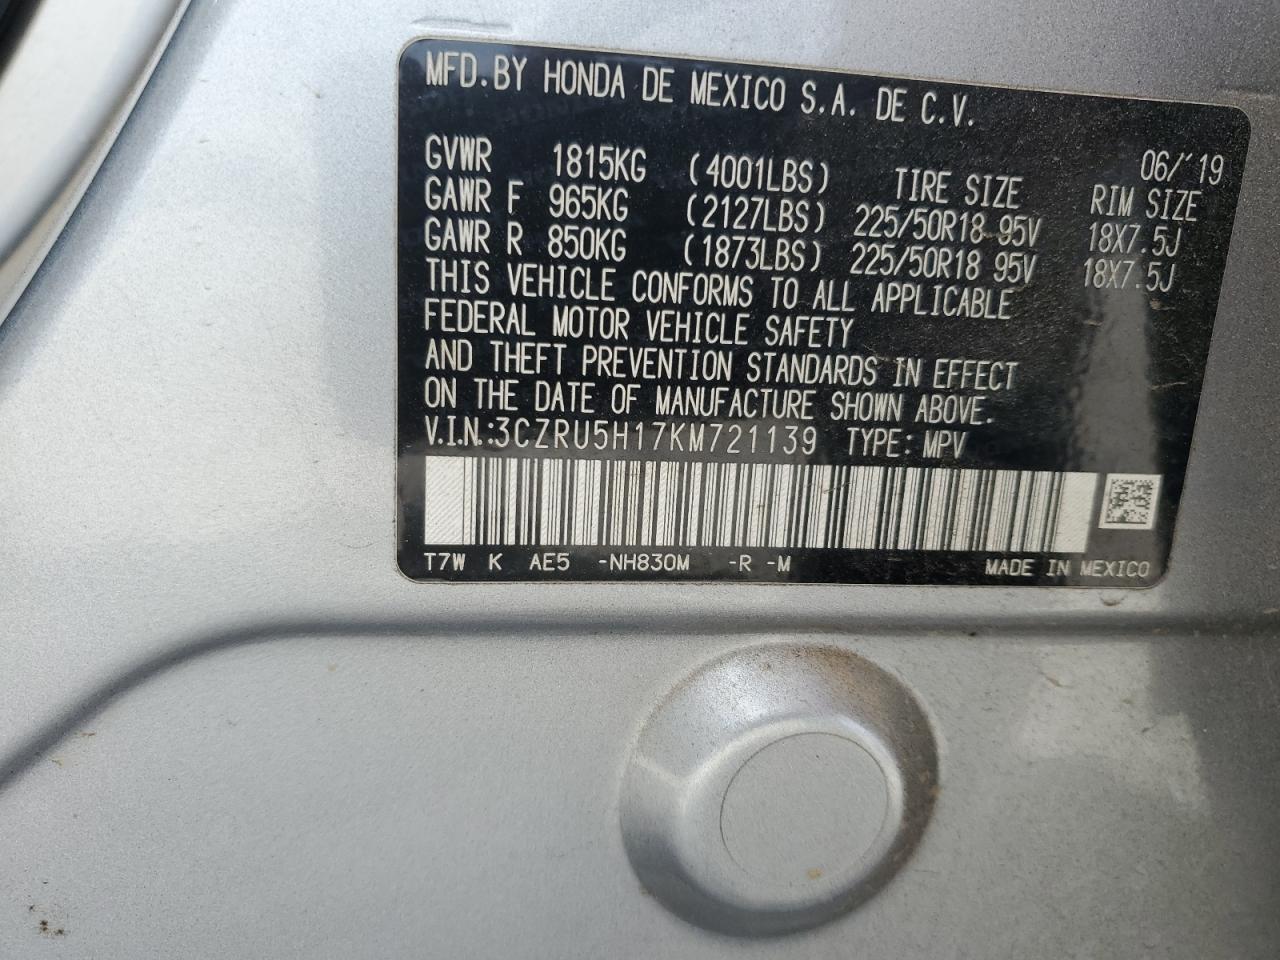 MFD.BY HONDA DE MEXICO S.A. DE C.V.
06/'19
GVWR 1815KG (4001LBS) TIRE SIZE RIM SIZE
GAWR F 965KG (2127LBS) 225/50R18 95V 18X7.5J
GAWR R 850KG (1873LBS) 225/50R18 95V 18X7.5J
THIS VEHICLE CONFORMS TO ALL APPLICABLE
FEDERAL MOTOR VEHICLE SAFETY
AND THEFT PREVENTION STANDARDS IN EFFECT
ON THE DATE OF MANUFACTURE SHOWN ABOVE.
V.I.N.:3CZRU5H17KM721139 TYPE: MPV
T7W K AE5 -NH830M -R -M MADE IN MEXICO